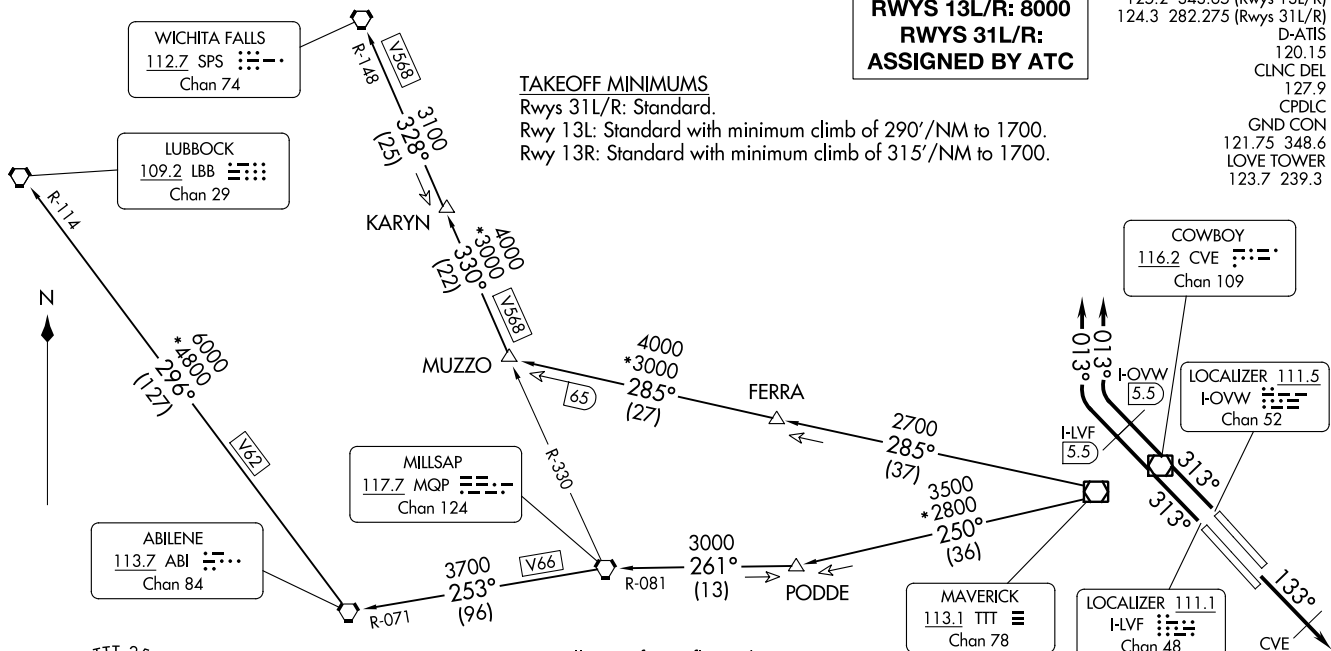 RWYS 13L/R: 8000
RWYS 31L/R:
ASSIGNED BY ATC
124.3 282.275 (Rwys 31L/R)
D-ATIS
120.15
CLNC DEL
127.9
CPDLC
GND CON
121.75 348.6
LOVE TOWER
123.7 239.3
TAKEOFF MINIMUMS
Rwys 31L/R: Standard.
Rwy 13L: Standard with minimum climb of 290'/NM to 1700.
Rwy 13R: Standard with minimum climb of 315'/NM to 1700.
WICHITA FALLS
112.7 SPS
Chan 74
R-148
V568
3100
328°
(25)
LUBBOCK
109.2 LBB
Chan 29
R-114
KARYN
4000
*3000
330°
(22)
V568
N
6000
*4800
296°
(127)
V62
MUZZO
65
4000
*3000
285°
(27)
FERRA
2700
285°
(37)
COWBOY
116.2 CVE
Chan 109
013°
013°
I-OVW
5.5
I-LVF
5.5
LOCALIZER 111.5
I-OVW
Chan 52
313°
313°
MILLSAP
117.7 MQP
Chan 124
R-330
3500
*2800
250°
(36)
ABILENE
113.7 ABI
Chan 84
R-071
3700
253°
(96)
V66
R-081
3000
261°
(13)
PODDE
MAVERICK
113.1 TTT
Chan 78
LOCALIZER 111.1
I-LVF
Chan 48
133°
CVE